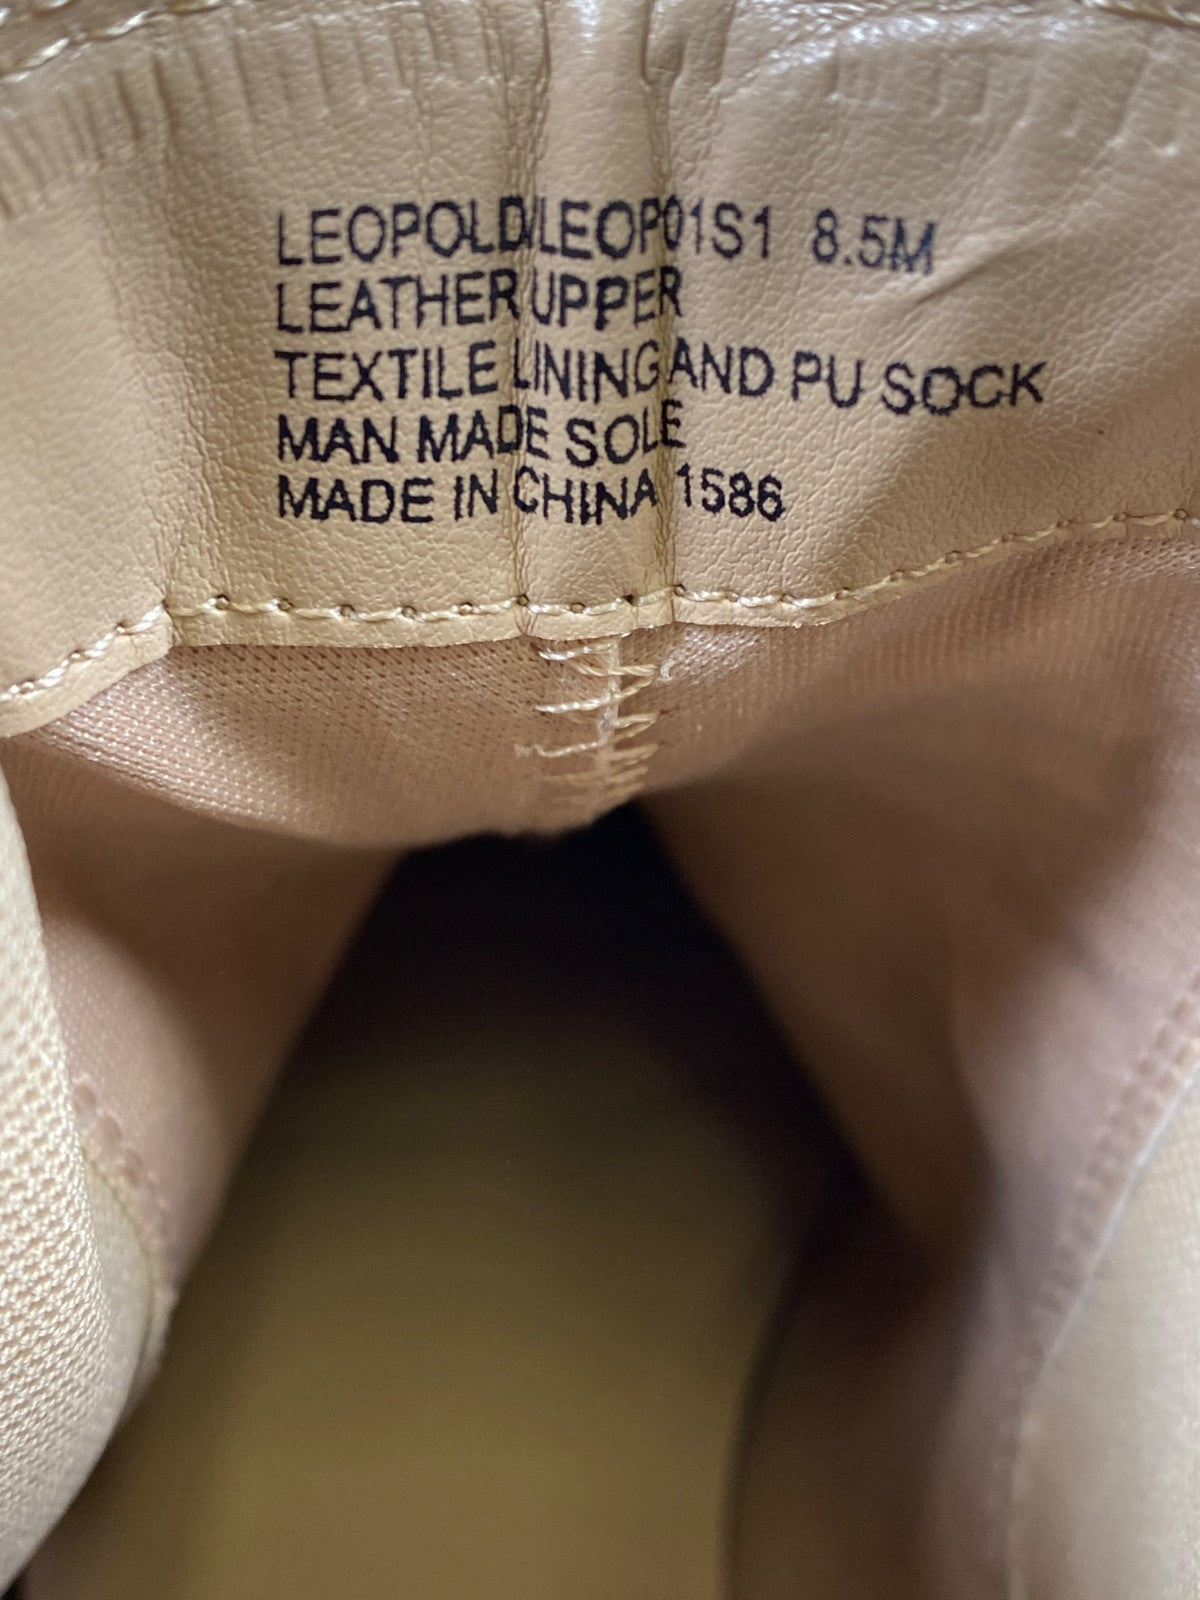 LEOPOLD/LEOP01S1 8.5M
LEATHER UPPER
TEXTILE LINING AND PU SOCK
MAN MADE SOLE
MADE IN CHINA 1586